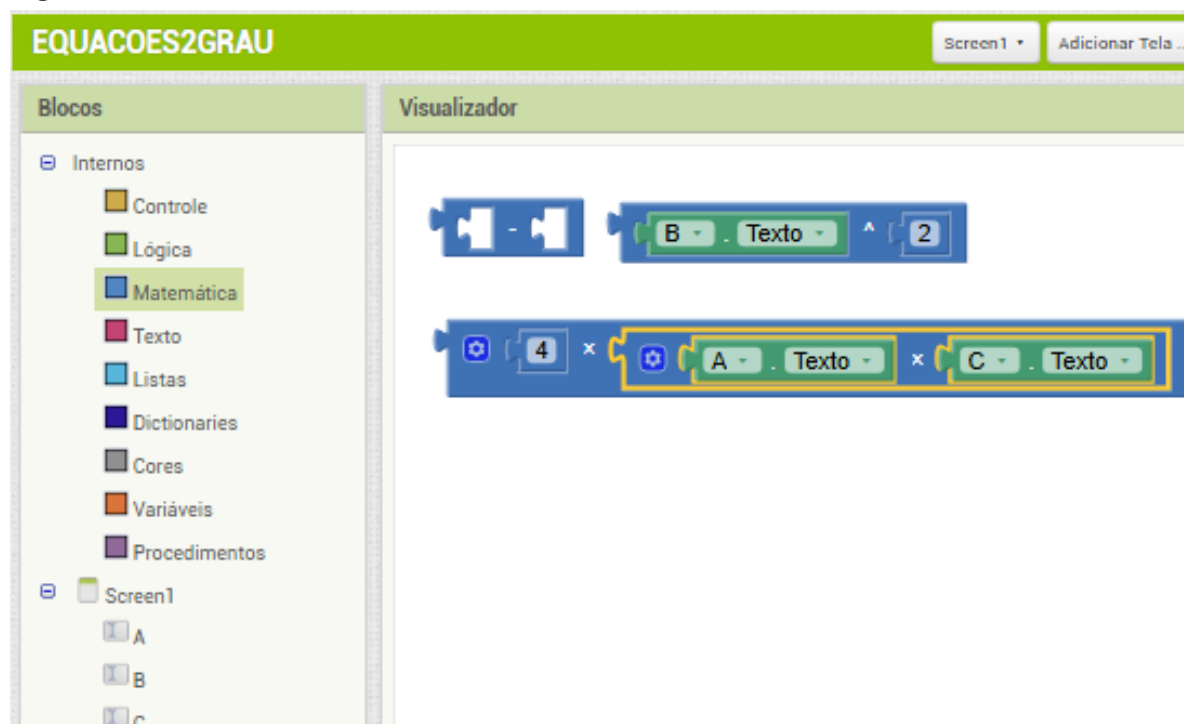 EQUACOES2GRAU
Screen1
Adicionar Tela ..
Blocos
Visualizador
Internos
Controle
Lógica
Matemática
Texto
Listas
Dictionaries
Cores
Variáveis
Procedimentos
Screen1
A
B
C
-
B . Texto ^ 2
4 × A . Texto × C . Texto